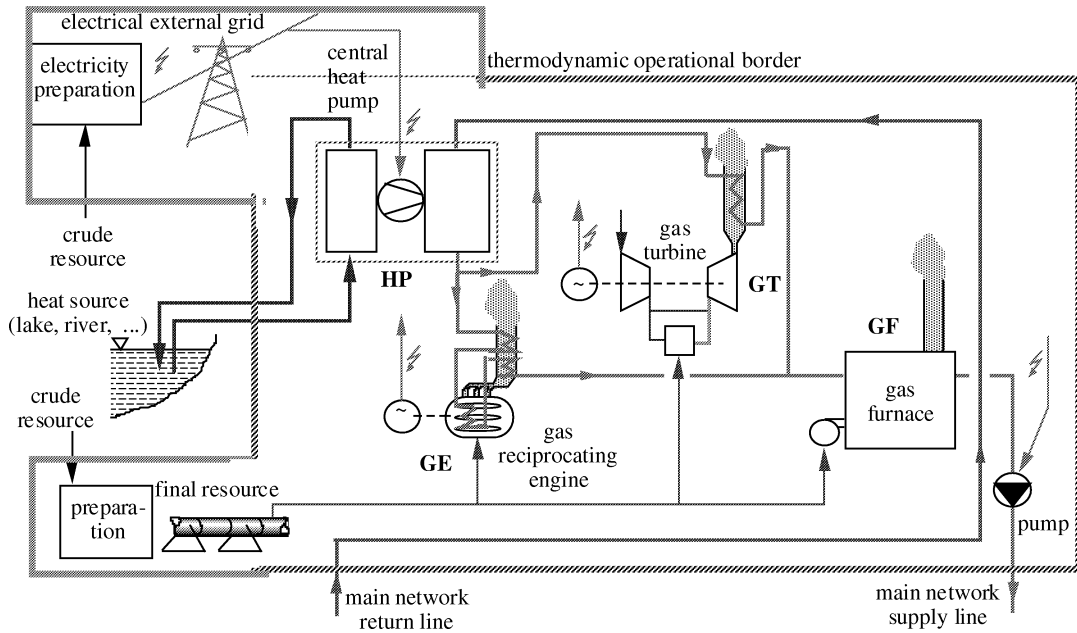 electrical external grid
thermodynamic operational border
electricity
preparation
central
heat
pump
crude
resource
HP
gas
turbine
GT
~
heat source
(lake, river, ...)
GF
gas
furnace
crude
resource
~
GE
gas
reciprocating
engine
final resource
prepara-
tion
pump
main network
return line
main network
supply line